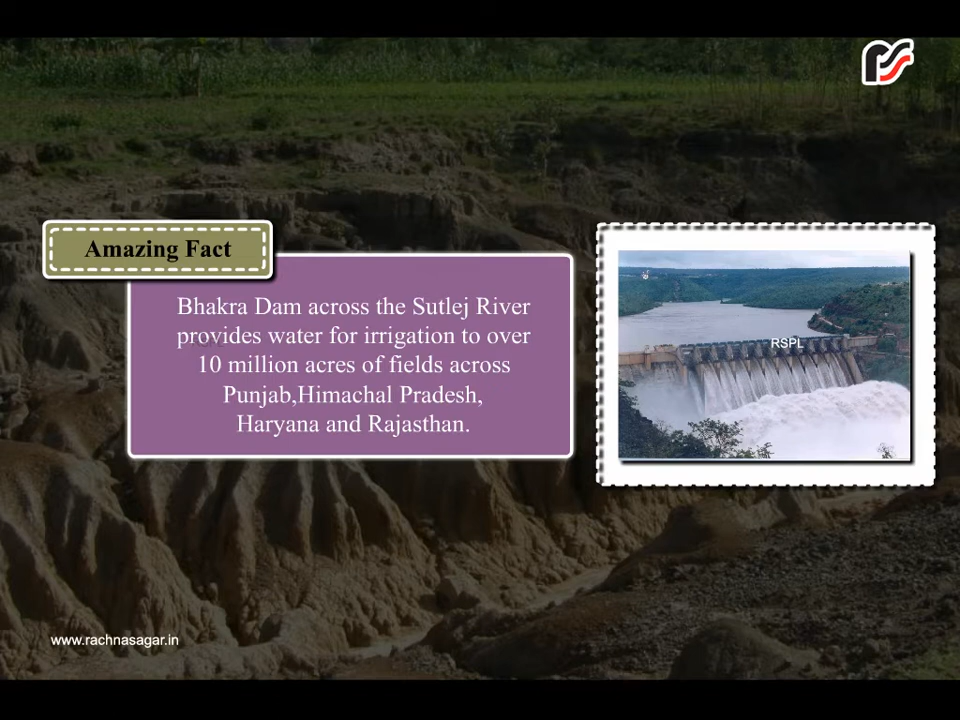 Amazing Fact
Bhakra Dam across the Sutlej River
provides water for irrigation to over
10 million acres of fields across
Punjab,Himachal Pradesh,
Haryana and Rajasthan.
RSPL
www.rachnasagar.in